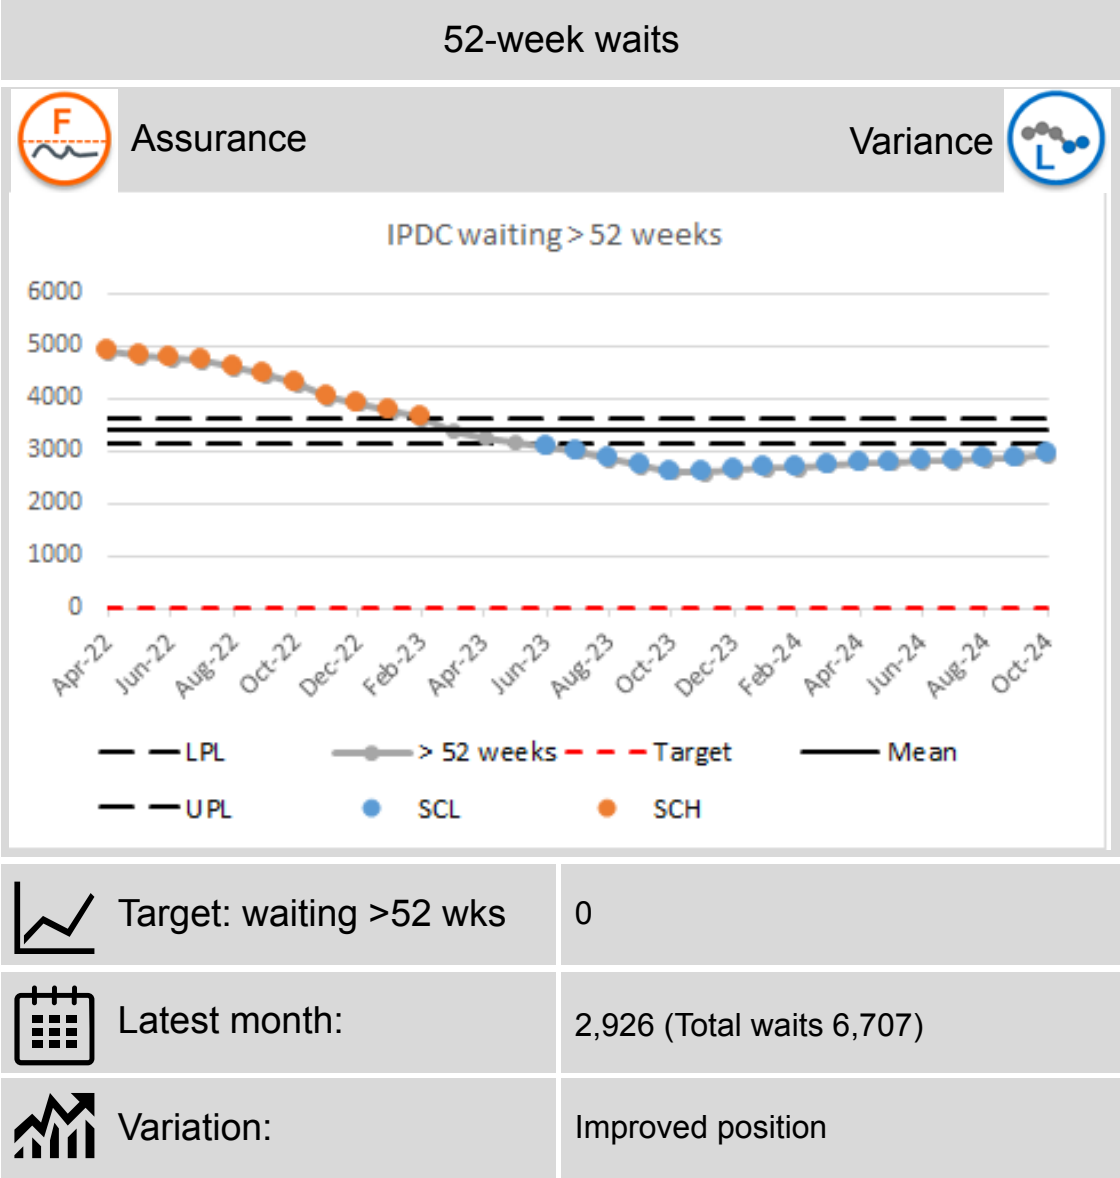 52-week waits
F
Assurance
Variance
L
IPDC waiting > 52 weeks
6000
5000
4000
3000
2000
1000
0
Apr-22
Jun-22
Aug-22
Oct-22
Dec-22
Feb-23
Apr-23
Jun-23
Aug-23
Oct-23
Dec-23
Feb-24
Apr-24
Jun-24
Aug-24
Oct-24
LPL
> 52 weeks
Target
Mean
UPL
SCL
SCH
Target: waiting >52 wks
0
Latest month:
2,926 (Total waits 6,707)
Variation:
Improved position